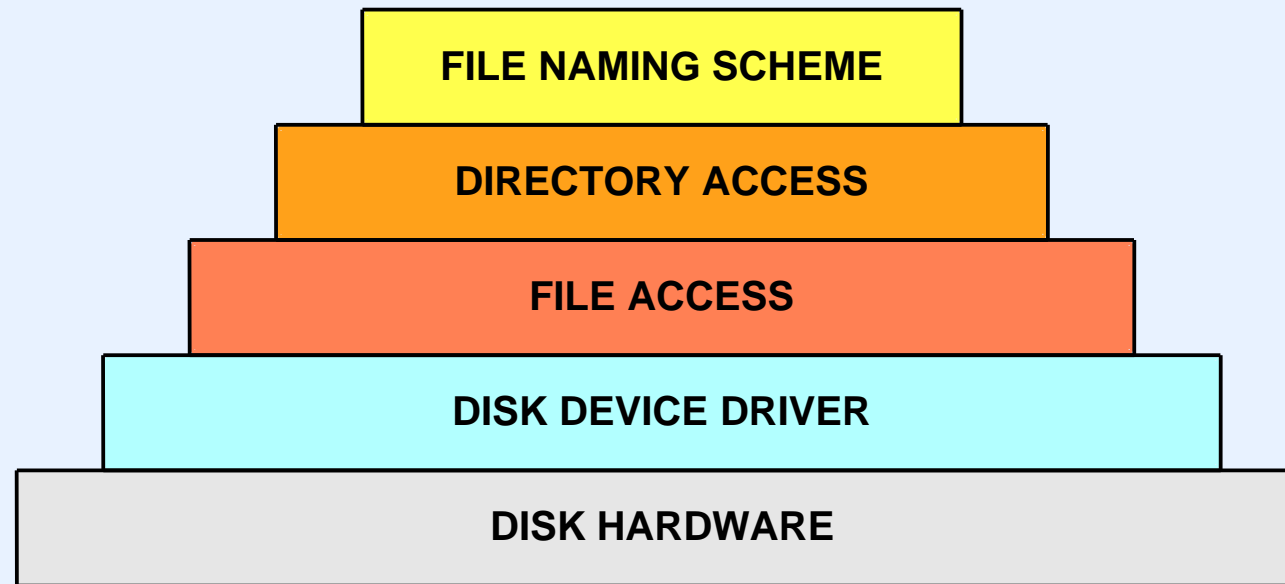 FILE NAMING SCHEME
DIRECTORY ACCESS
FILE ACCESS
DISK DEVICE DRIVER
DISK HARDWARE